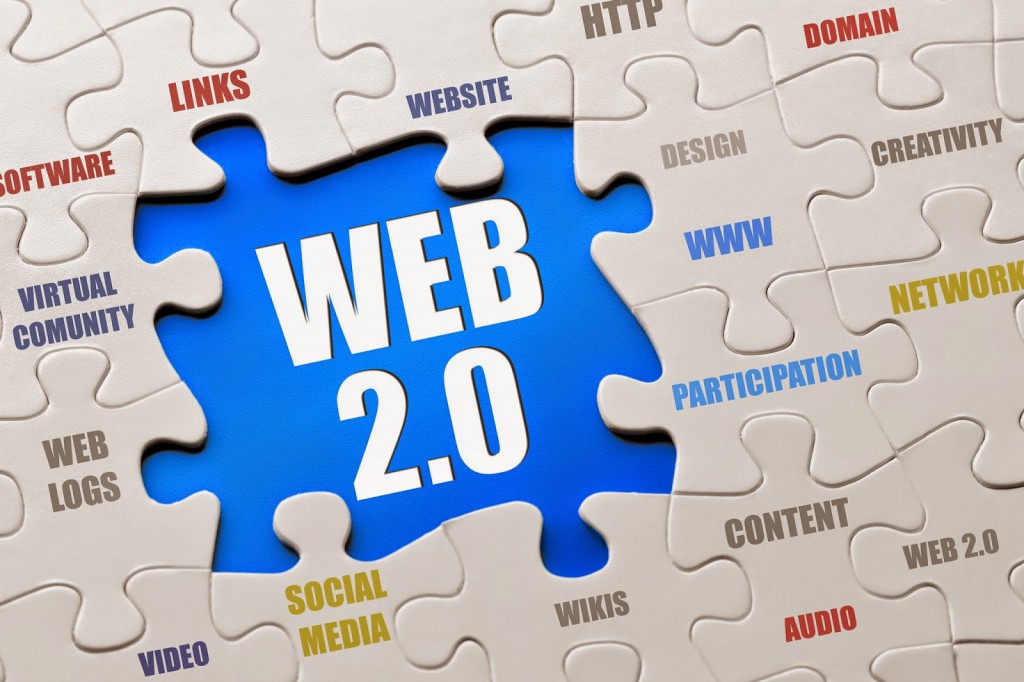 HTTP
DOMAIN
LINKS
WEBSITE
DESIGN
CREATIVITY
SOFTWARE
WEB
2.0
WWW
VIRTUAL
COMUNITY
NETWORK
PARTICIPATION
WEB
LOGS
CONTENT
WEB 2.0
SOCIAL
MEDIA
WIKIS
AUDIO
VIDEO